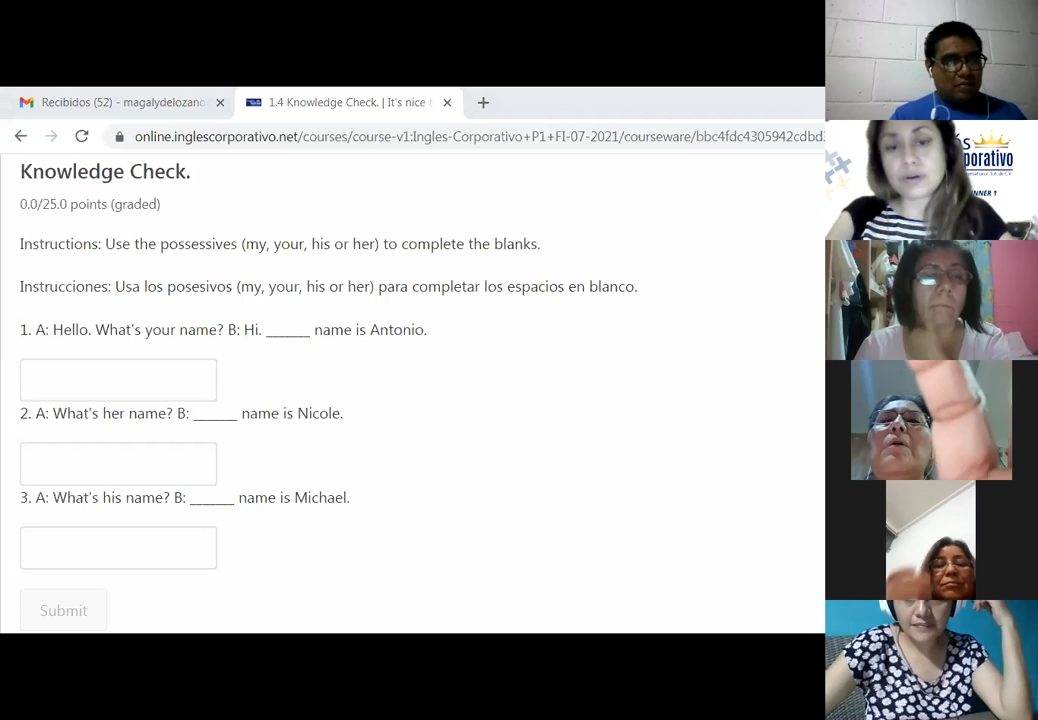 Recibidos (52) - magalydelozano
1.4 Knowledge Check. | It's nice t
online.inglescorporativo.net/courses/course-v1:Ingles-Corporativo+P1+FI-07-2021/courseware/bbc4fdc4305942cdbd
Knowledge Check.
0.0/25.0 points (graded)
Instructions: Use the possessives (my, your, his or her) to complete the blanks.
Instrucciones: Usa los posesivos (my, your, his or her) para completar los espacios en blanco.
1. A: Hello. What's your name? B: Hi. ______ name is Antonio.
2. A: What's her name? B: ______ name is Nicole.
3. A: What's his name? B: ______ name is Michael.
Submit
porativo
NNER 1